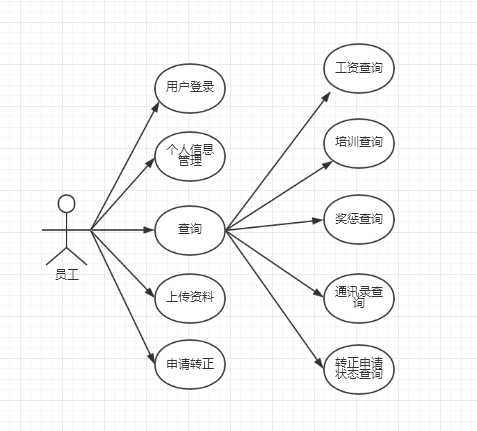 用户登录
个人信息
管理
查询
上传资料
申请转正
员工
工资查询
培训查询
奖惩查询
通讯录查
询
转正申请
状态查询